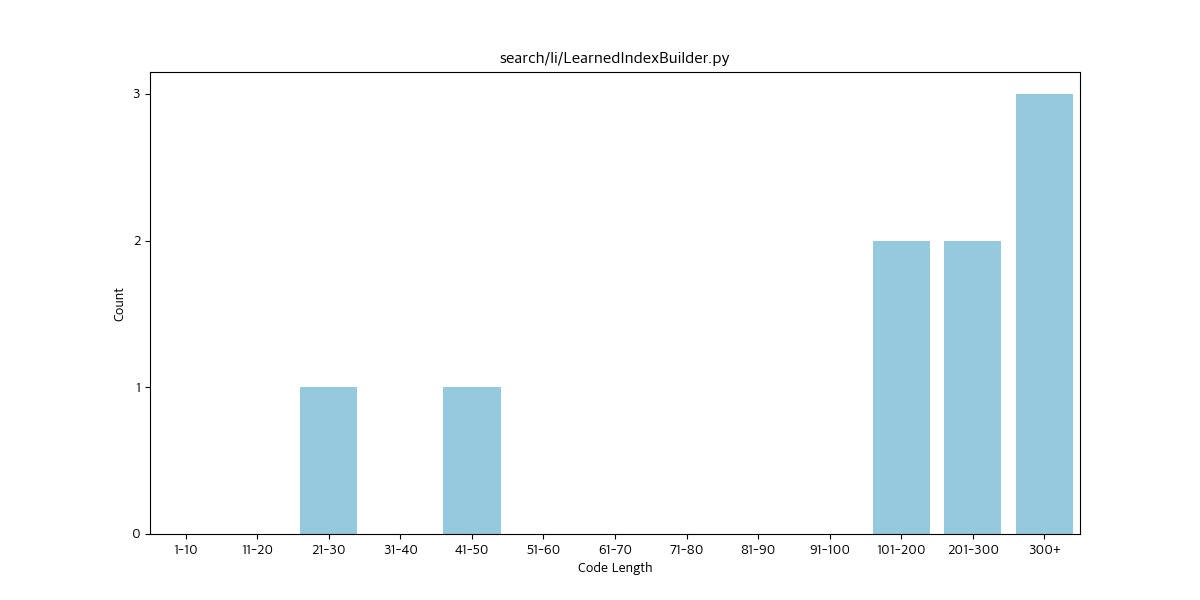 search/li/LearnedIndexBuilder.py
3
2
1
0
Count
1-10 11-20 21-30 31-40 41-50 51-60 61-70 71-80 81-90 91-100 101-200 201-300 300+
Code Length